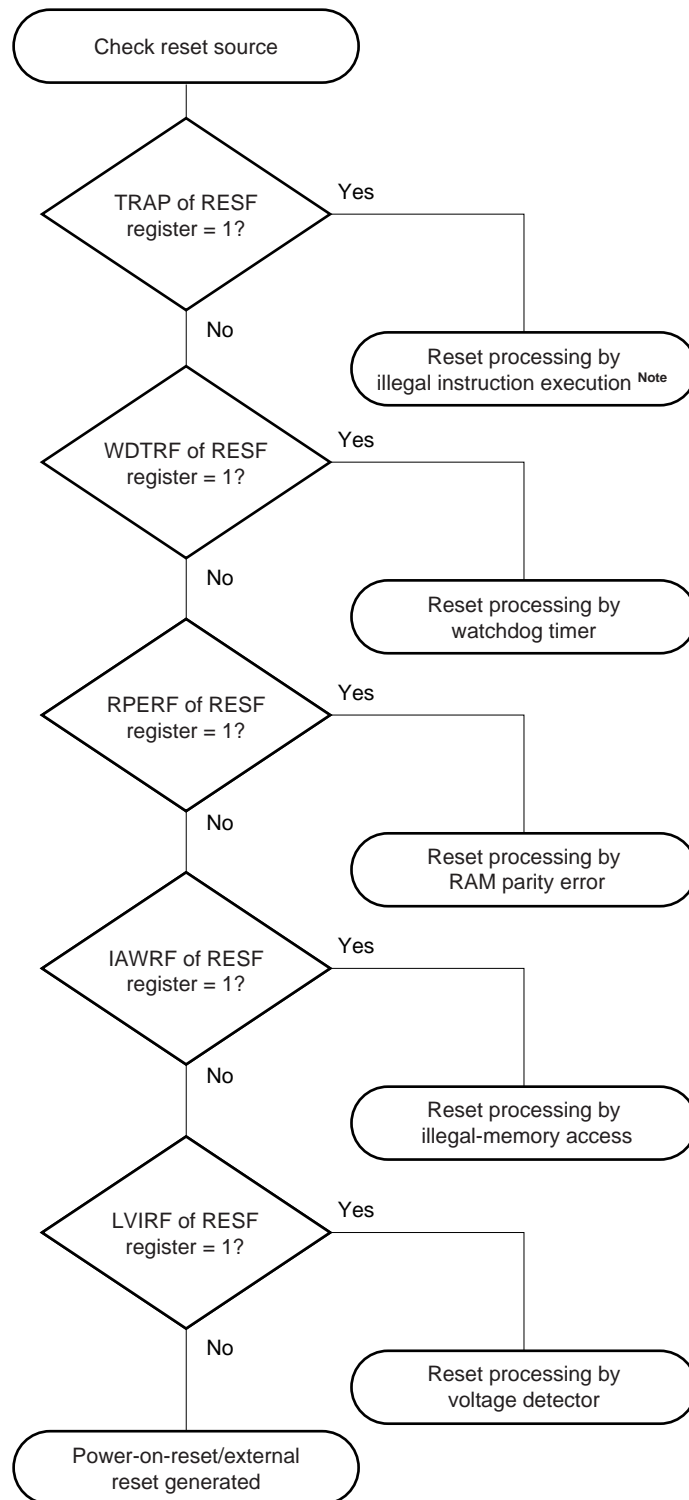 Check reset source
TRAP of RESF
register = 1?
Yes
No
Reset processing by
illegal instruction execution Note
WDTRF of RESF
register = 1?
Yes
No
Reset processing by
watchdog timer
RPERF of RESF
register = 1?
Yes
No
Reset processing by
RAM parity error
IAWRF of RESF
register = 1?
Yes
No
Reset processing by
illegal-memory access
LVIRF of RESF
register = 1?
Yes
No
Reset processing by
voltage detector
Power-on-reset/external
reset generated